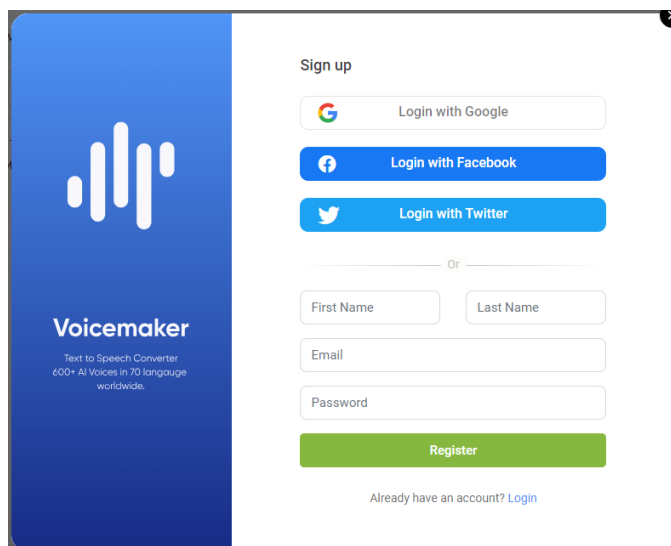 Sign up
Login with Google
Login with Facebook
Login with Twitter
Or
First Name
Last Name
Email
Password
Register
Already have an account? Login
Voicemaker
Text to Speech Converter
600+ AI Voices in 70 langauge
worldwide.